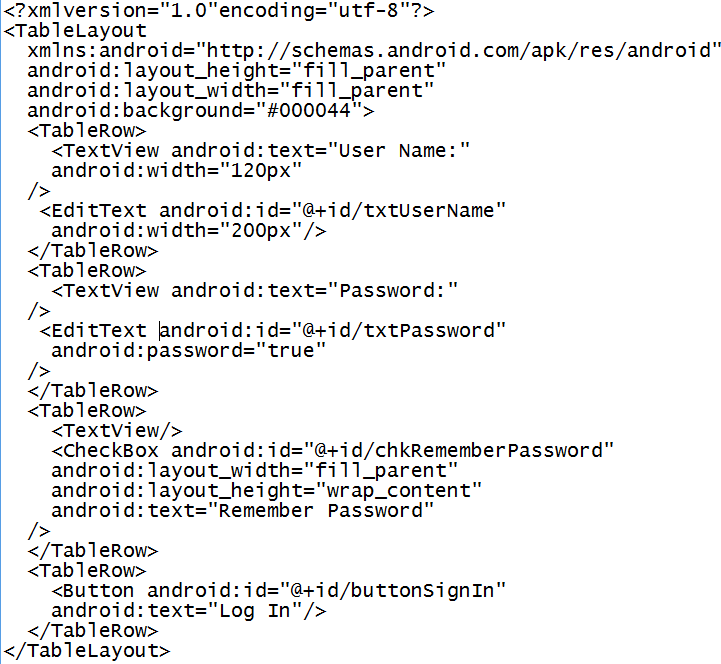 <?xmlversion="1.0"encoding="utf-8"?>
<TableLayout
  xmlns:android="http://schemas.android.com/apk/res/android"
  android:layout_height="fill_parent"
  android:layout_width="fill_parent"
  android:background="#000044">
  <TableRow>
    <TextView android:text="User Name:"
    android:width="120px"
  />
   <EditText android:id="@+id/txtUserName"
    android:width="200px"/>
  </TableRow>
  <TableRow>
    <TextView android:text="Password:"
  />
   <EditText android:id="@+id/txtPassword"
    android:password="true"
  />
  </TableRow>
  <TableRow>
    <TextView/>
    <CheckBox android:id="@+id/chkRememberPassword"
    android:layout_width="fill_parent"
    android:layout_height="wrap_content"
    android:text="Remember Password"
  />
  </TableRow>
  <TableRow>
    <Button android:id="@+id/buttonSignIn"
    android:text="Log In"/>
  </TableRow>
</TableLayout>